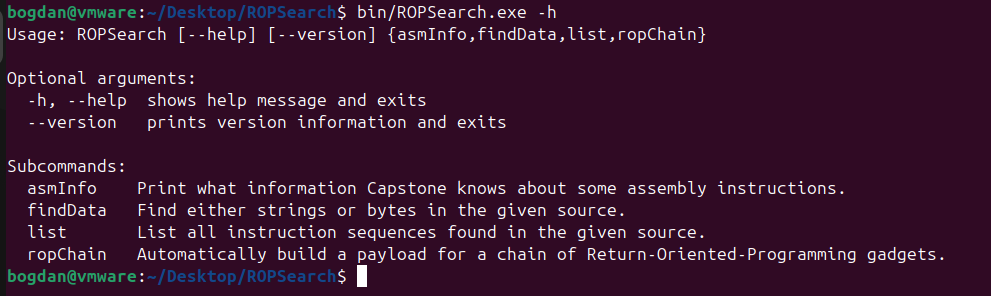 bogdan@vmware:~/Desktop/ROPSearch$ bin/ROPSearch.exe -h
Usage: ROPSearch [--help] [--version] {asmInfo,findData,list,ropChain}
Optional arguments:
-h, --help shows help message and exits
--version prints version information and exits
Subcommands:
asmInfo Print what information Capstone knows about some assembly instructions.
findData Find either strings or bytes in the given source.
list List all instruction sequences found in the given source.
ropChain Automatically build a payload for a chain of Return-Oriented-Programming gadgets.
bogdan@vmware:~/Desktop/ROPSearch$